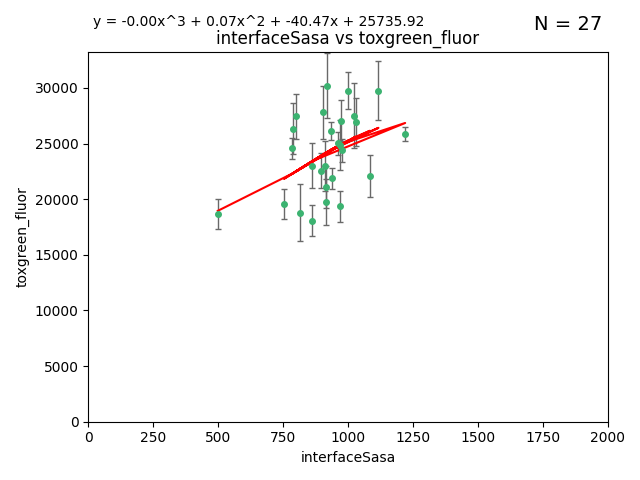 y = -0.00x^3 + 0.07x^2 + -40.47x + 25735.92
N = 27
interfaceSasa vs toxgreen_fluor
30000
25000
20000
15000
10000
5000
0
toxgreen_fluor
0 250 500 750 1000 1250 1500 1750 2000
interfaceSasa